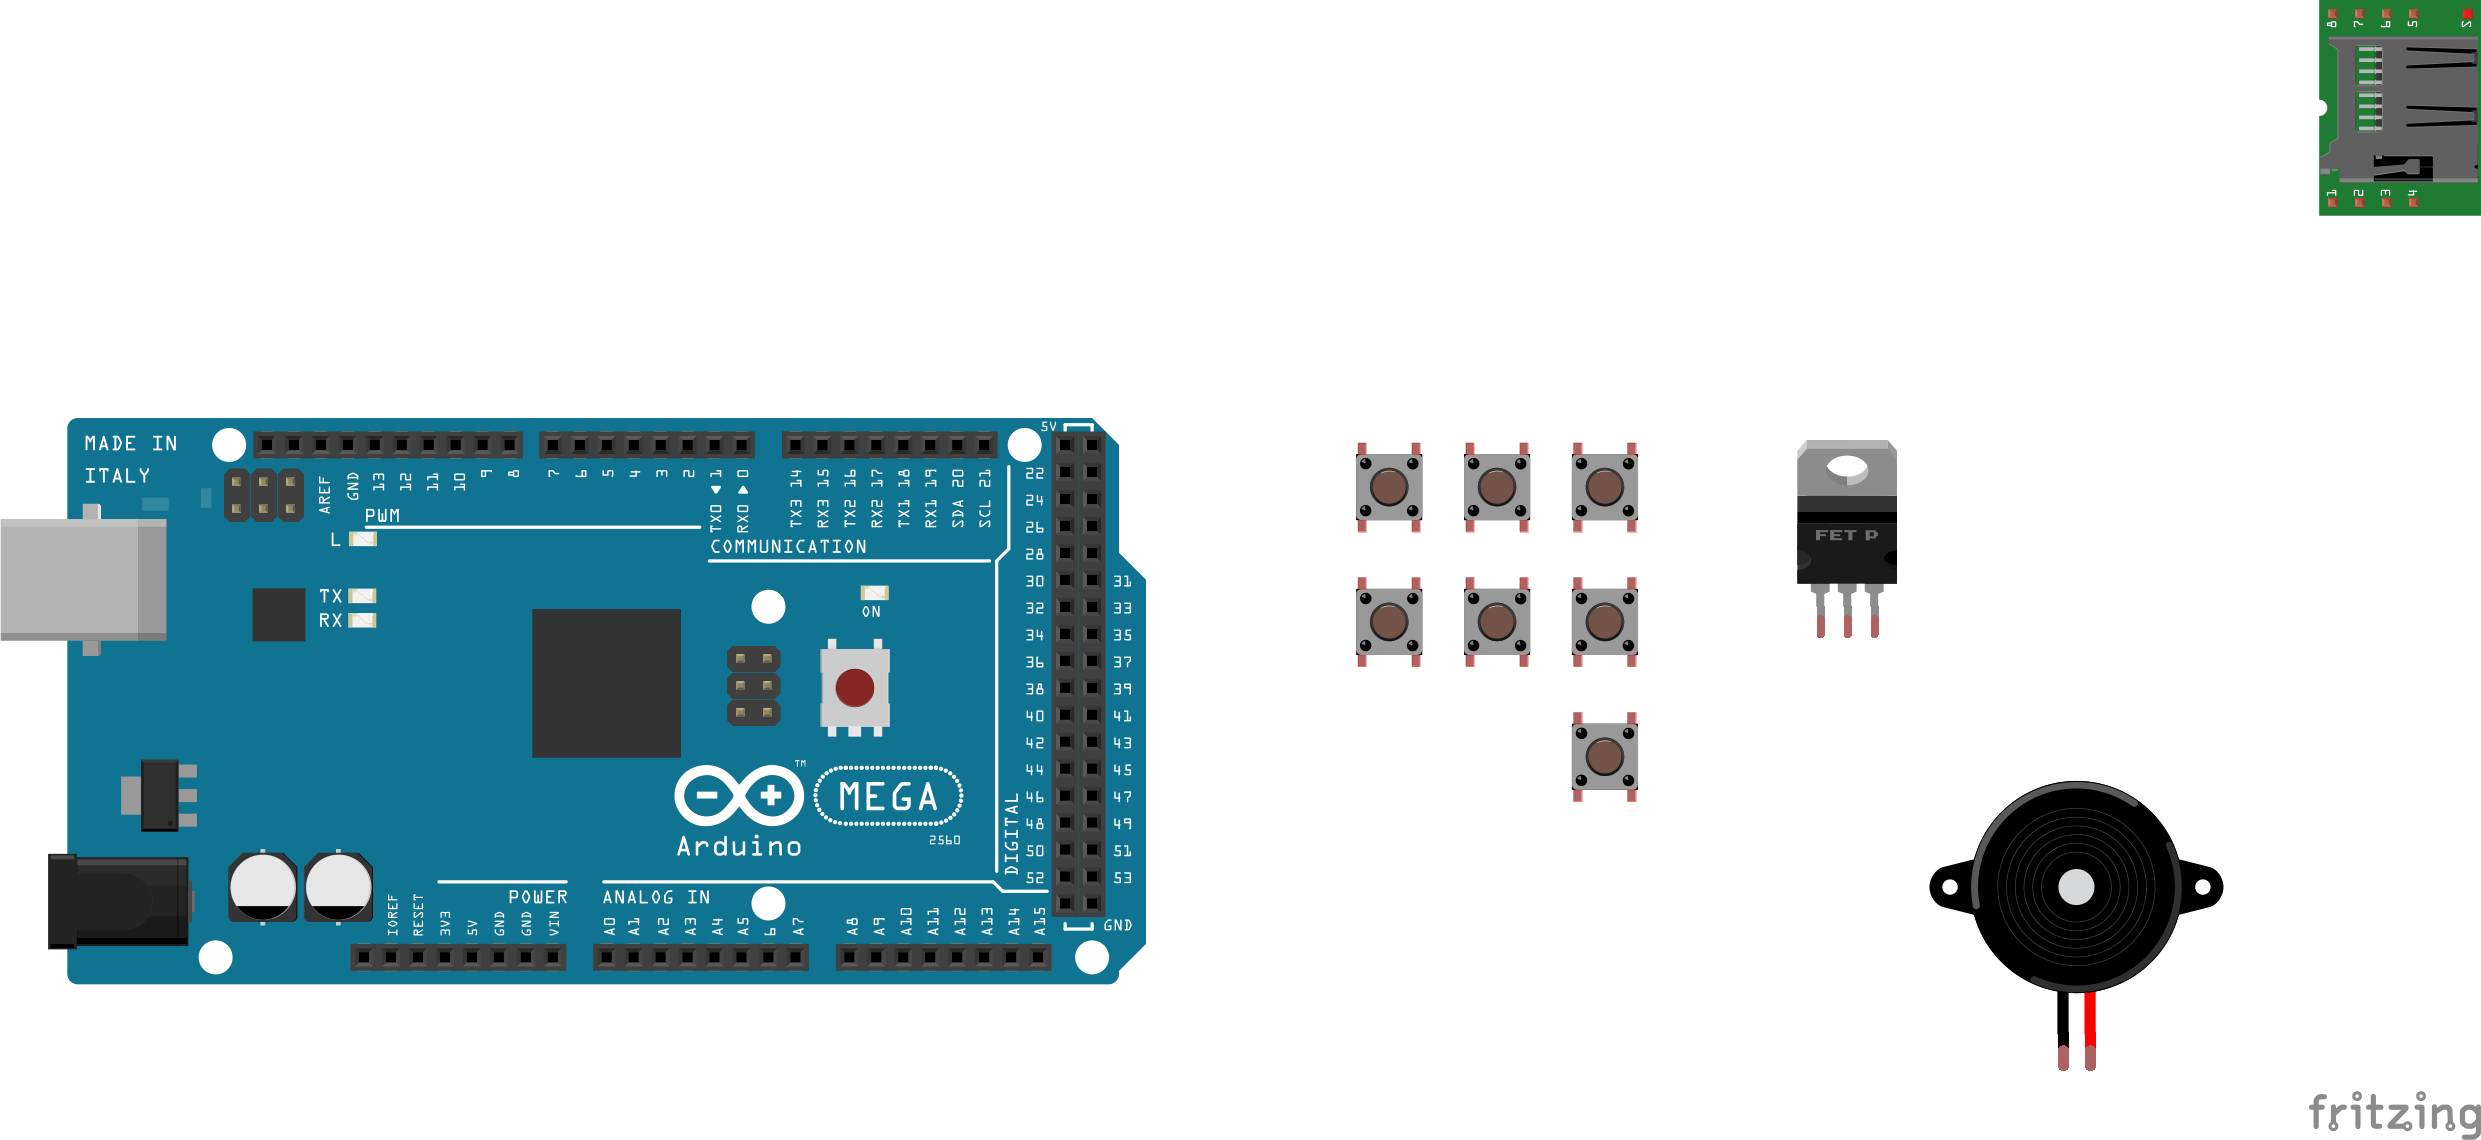 8 7 6 5 S
1 2 3 4
MADE IN
ITALY
AREF GND 13 12 11 10 9 8 7 6 5 4 3 2 TX0 1 RX0 0 TX3 14 RX3 15 TX2 16 RX2 17 TX1 18 RX1 19 SDA 20 SCL 21
5V
PWM
COMMUNICATION
L
TX
RX
ON
22
24
26
28
30 31
32 33
34 35
36 37
38 39
40 41
42 43
44 45
46 47
48 49
50 51
52 53
GND
DIGITAL
TM
MEGA
Arduino
2560
POWER
ANALOG IN
IOREF RESET 3V3 5V GND GND VIN A0 A1 A2 A3 A4 A5 6 A7 A8 A9 A10 A11 A12 A13 A14 A15
FET P
fritzing